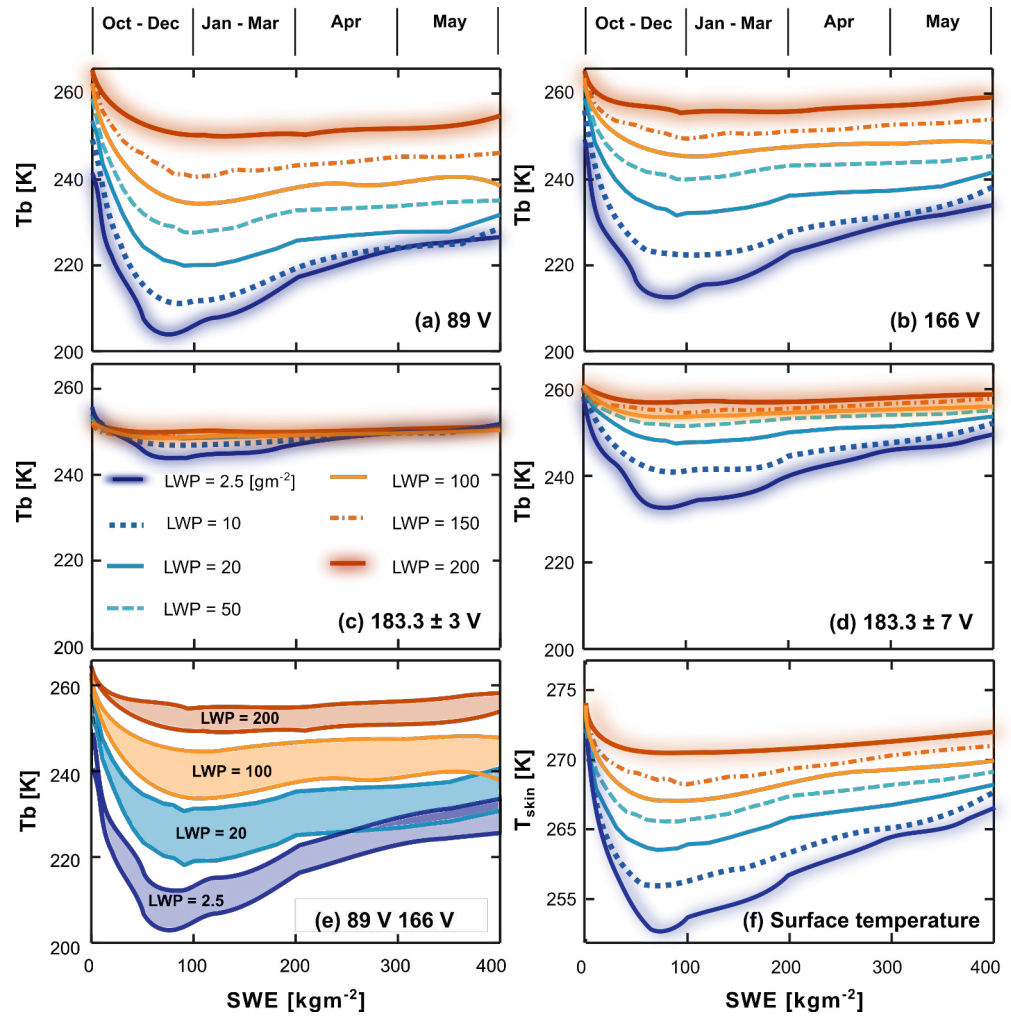 Oct - Dec Jan - Mar Apr May Oct - Dec Jan - Mar Apr May
260
240
220
200
Tb [K]
(a) 89 V
260
240
220
200
Tb [K]
(b) 166 V
260
240
220
200
Tb [K]
LWP = 2.5 [gm⁻²]
LWP = 10
LWP = 20
LWP = 50
LWP = 100
LWP = 150
LWP = 200
(c) 183.3 ± 3 V
260
240
220
200
Tb [K]
(d) 183.3 ± 7 V
260
240
220
200
Tb [K]
LWP = 200
LWP = 100
LWP = 20
LWP = 2.5
(e) 89 V 166 V
0 100 200 300 400
SWE [kgm⁻²]
275
270
265
255
Tskin [K]
(f) Surface temperature
0 100 200 300 400
SWE [kgm⁻²]